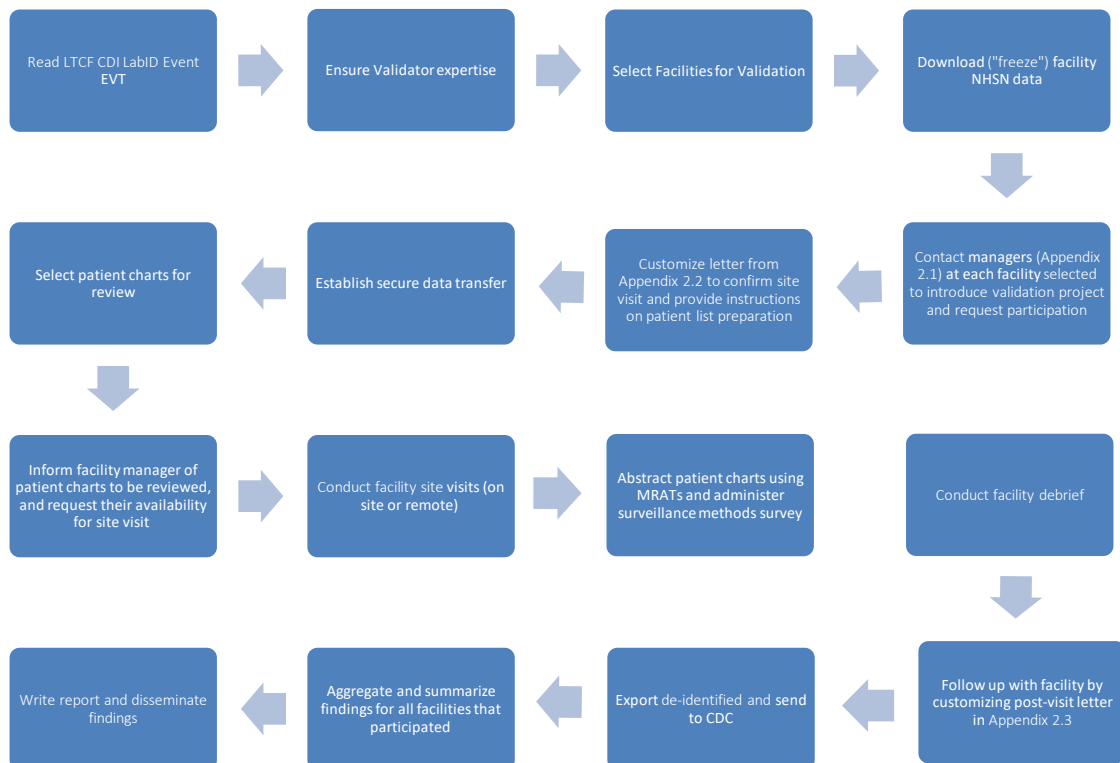 Read LTCF CDI LabID Event
EVT
Ensure Validator expertise
Select Facilities for Validation
Download ("freeze") facility
NHSN data
Contact managers (Appendix
2.1) at each facility selected
to introduce validation project
and request participation
Customize letter from
Appendix 2.2 to confirm site
visit and provide instructions
on patient list preparation
Establish secure data transfer
Select patient charts for
review
Inform facility manager of
patient charts to be reviewed,
and request their availability
for site visit
Conduct facility site visits (on
site or remote)
Abstract patient charts using
MRATs and administer
surveillance methods survey
Conduct facility debrief
Follow up with facility by
customizing post-visit letter
in Appendix 2.3
Export de-identified and send
to CDC
Aggregate and summarize
findings for all facilities that
participated
Write report and disseminate
findings